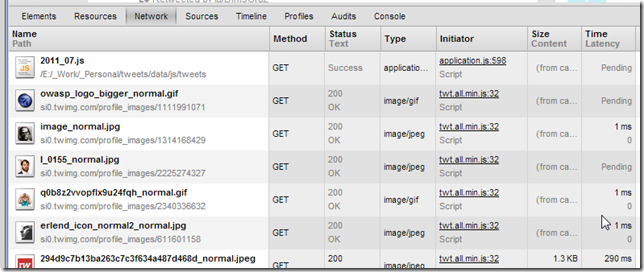 Elements Resources Network Sources Timeline Profiles Audits Console
Name Method Status Type Initiator Size Time
Path Text Content Latency
2011_07.js GET Success applicatio... application.js:598 (from ca... Pending
/E:/_Work/_Personal/tweets/data/js/tweets Script
owasp_logo_bigger_normal.gif GET 200 image/gif twt.all.min.js:32 (from ca... Pending
si0.twimg.com/profile_images/1111991071 OK Script
image_normal.jpg GET 200 image/jpeg twt.all.min.js:32 (from ca... 1 ms
si0.twimg.com/profile_images/1314168429 OK Script 0
I_0155_normal.jpg GET 200 image/jpeg twt.all.min.js:32 (from ca... Pending
si0.twimg.com/profile_images/2225274327 OK Script
q0b8z2vvopflx9u24fqh_normal.gif GET 200 image/gif twt.all.min.js:32 (from ca... 1 ms
si0.twimg.com/profile_images/2340336632 OK Script 0
erlend_icon_normal2_normal.jpg GET 200 image/jpeg twt.all.min.js:32 (from ca... 1 ms
si0.twimg.com/profile_images/611601158 OK Script 0
294d9c7b13ba263c7c3f634a487d468d_normal.jpeg GET 200 image/jpeg twt.all.min.js:32 1.3 KB 290 ms